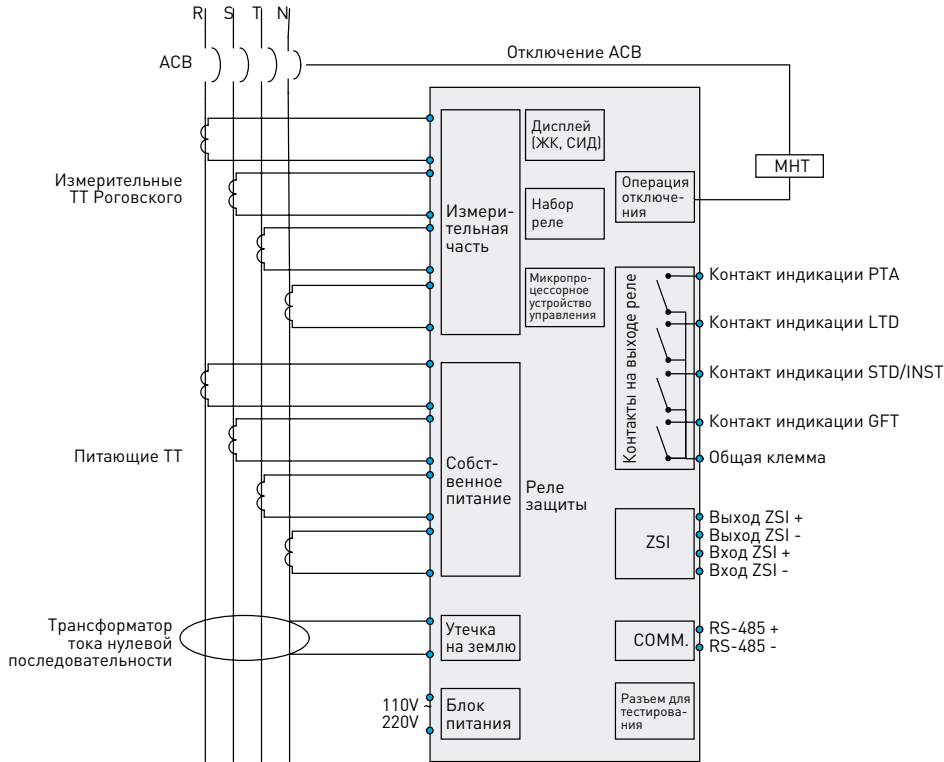 R S T N
ACB
Отключение ACB
МНТ
Дисплей
(ЖК, СИД)
Измерительные
ТТ Роговского
Измери-
тельная
часть
Набор
реле
Операция
отключе-
ния
Микропро-
цессорное
устройство
управления
Контакты на выходе реле
Контакт индикации PTA
Контакт индикации LTD
Контакт индикации STD/INST
Контакт индикации GFT
Общая клемма
Питающие ТТ
Собст-
венное
питание
Реле
защиты
ZSI
Выход ZSI +
Выход ZSI -
Вход ZSI +
Вход ZSI -
Трансформатор
тока нулевой
последовательности
Утечка
на землю
COMM.
RS-485 +
RS-485 -
110V ~
220V
Блок
питания
Разъем для
тестирова-
ния